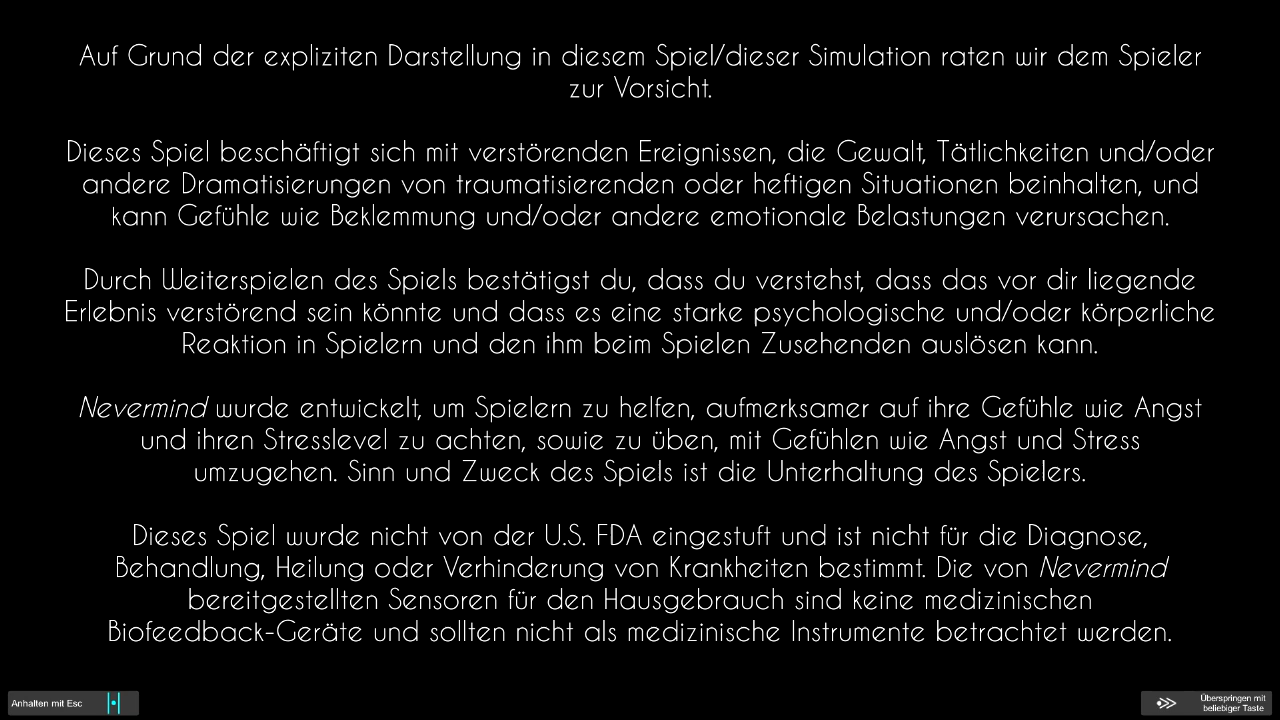 Auf Grund der expliziten Darstellung in diesem Spiel/dieser Simulation raten wir dem Spieler
zur Vorsicht.
Dieses Spiel beschäftigt sich mit verstörenden Ereignissen, die Gewalt, Tätlichkeiten und/oder
andere Dramatisierungen von traumatisierenden oder heftigen Situationen beinhalten, und
kann Gefühle wie Beklemmung und/oder andere emotionale Belastungen verursachen.
Durch Weiterspielen des Spiels bestätigst du, dass du verstehst, dass das vor dir liegende
Erlebnis verstörend sein könnte und dass es eine starke psychologische und/oder körperliche
Reaktion in Spielern und den ihm beim Spielen Zusehenden auslösen kann.
Nevermind wurde entwickelt, um Spielern zu helfen, aufmerksamer auf ihre Gefühle wie Angst
und ihren Stresslevel zu achten, sowie zu üben, mit Gefühlen wie Angst und Stress
umzugehen. Sinn und Zweck des Spiels ist die Unterhaltung des Spielers.
Dieses Spiel wurde nicht von der U.S. FDA eingestuft und ist nicht für die Diagnose,
Behandlung, Heilung oder Verhinderung von Krankheiten bestimmt. Die von Nevermind
bereitgestellten Sensoren für den Hausgebrauch sind keine medizinischen
Biofeedback-Geräte und sollten nicht als medizinische Instrumente betrachtet werden.
Anhalten mit Esc
Überspringen mit
beliebiger Taste